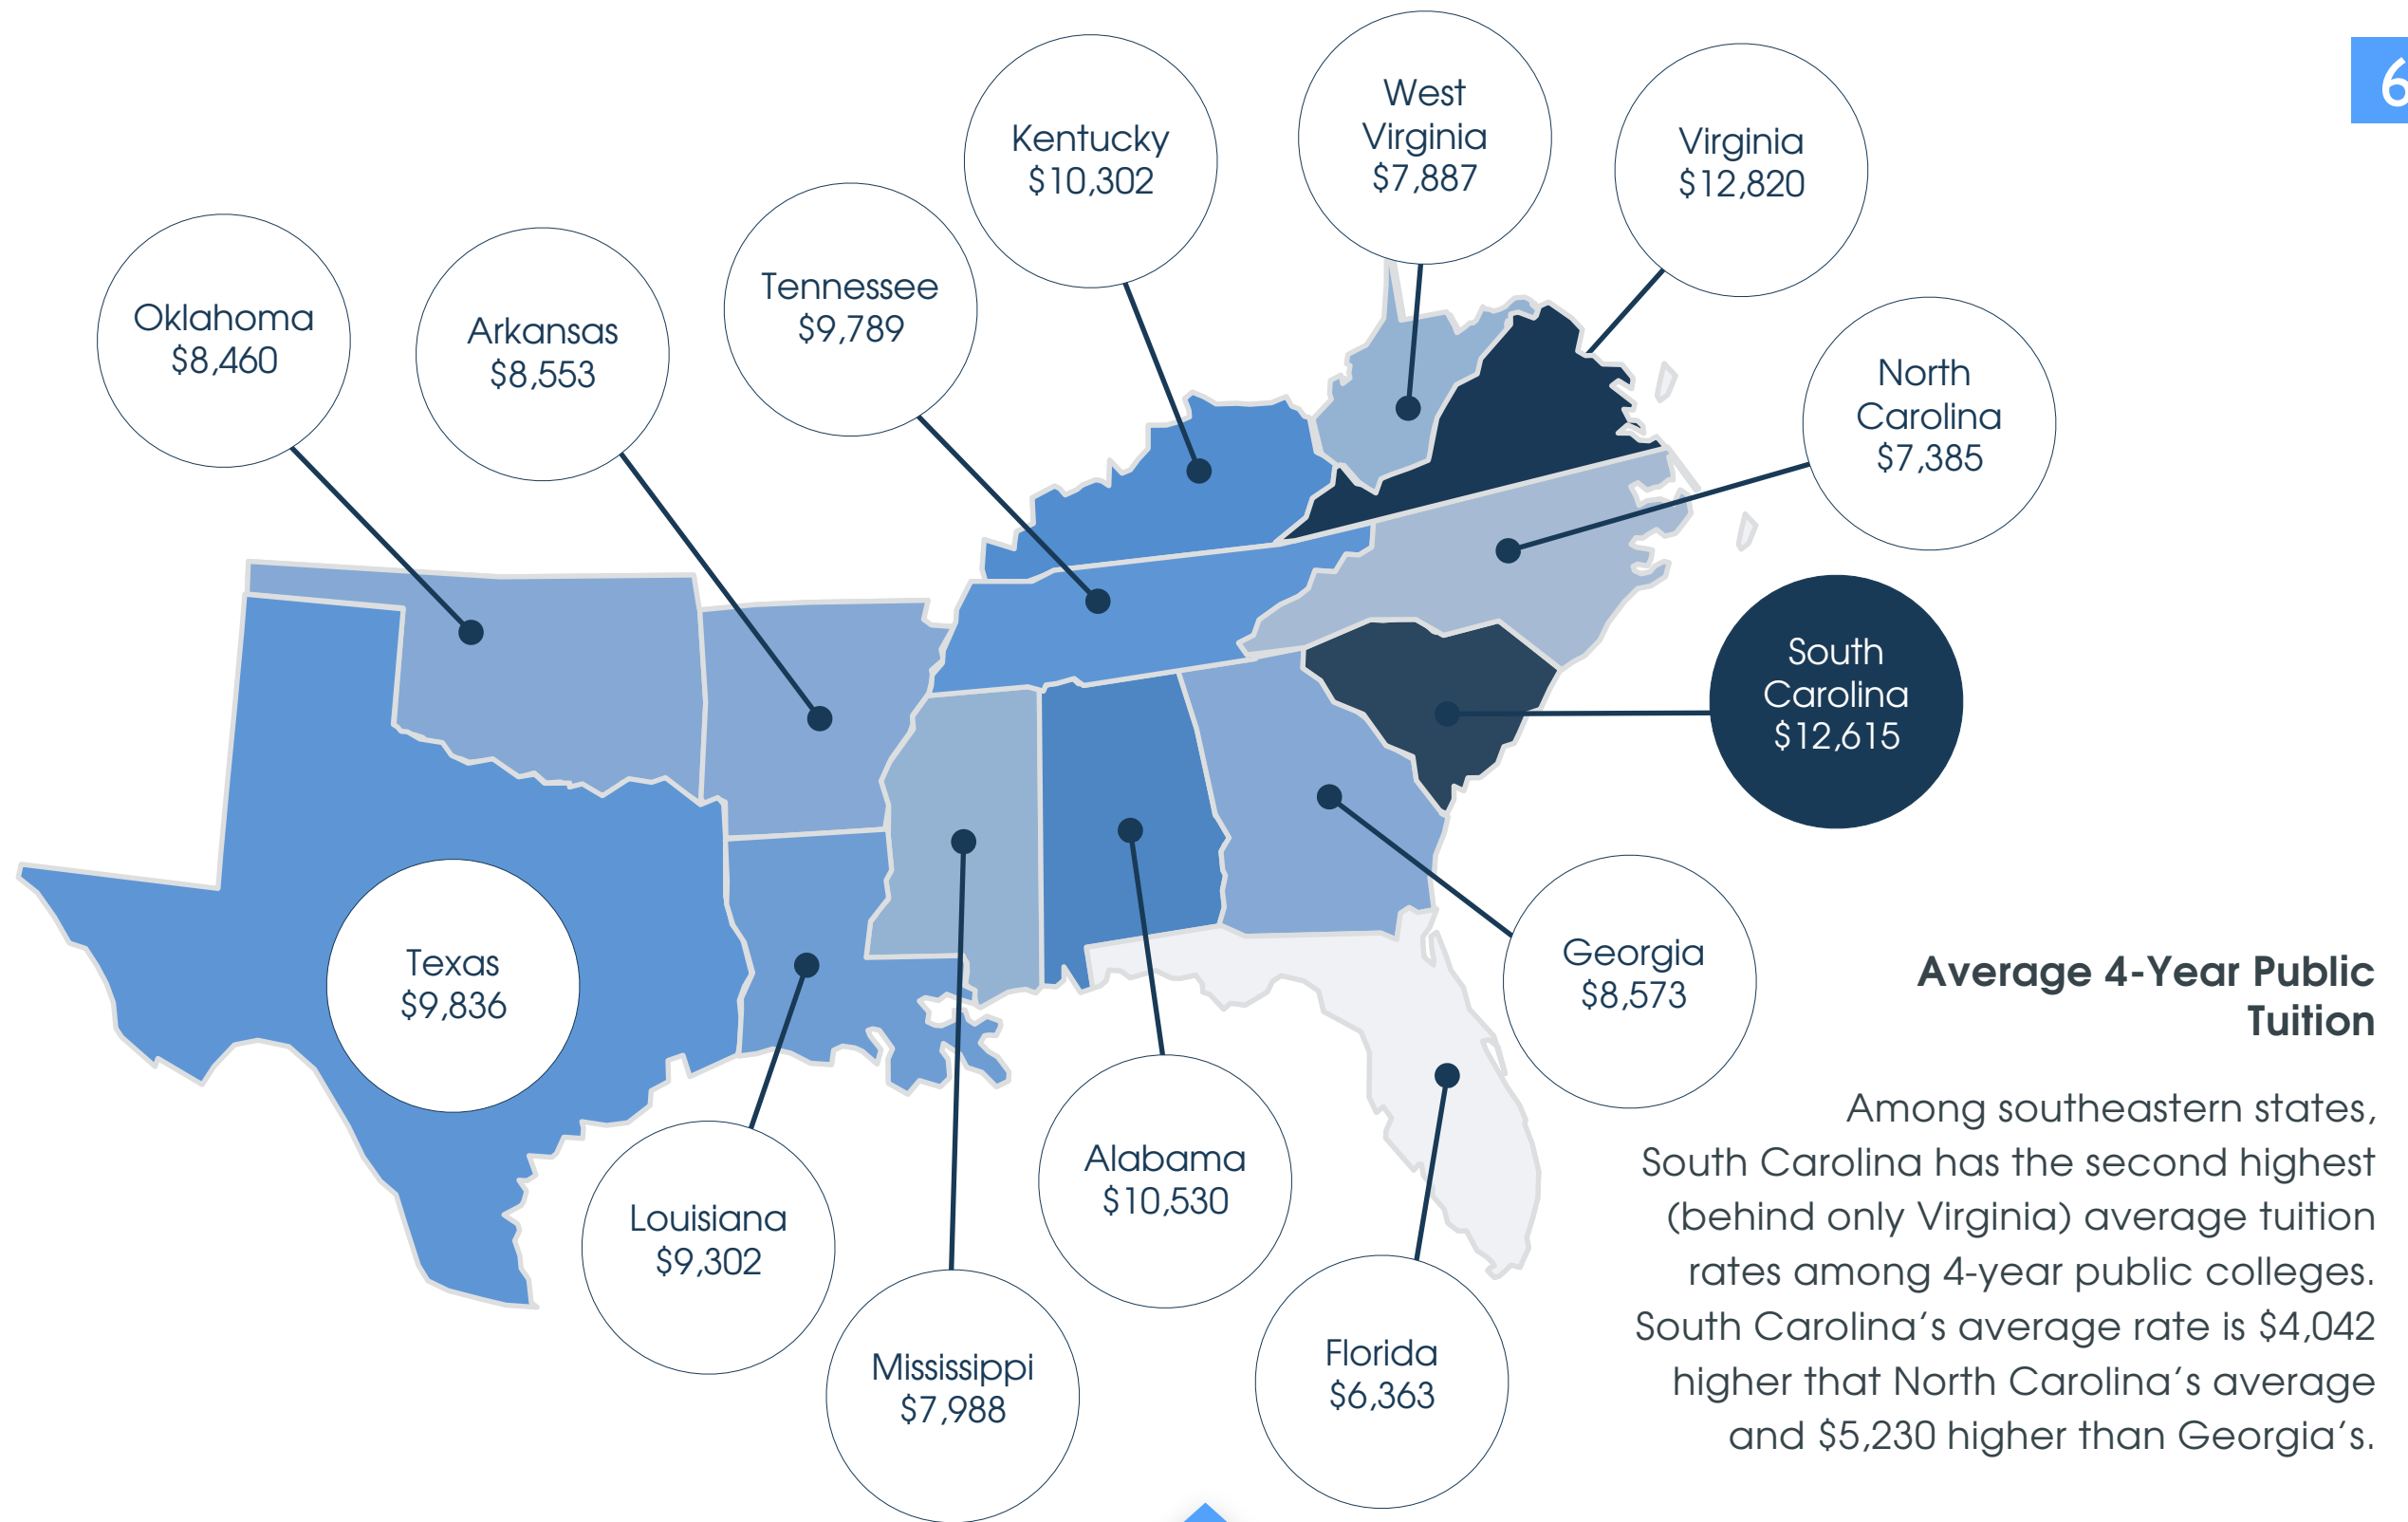 6
West
Virginia
$7,887
Kentucky
$10,302
Virginia
$12,820
Tennessee
$9,789
Oklahoma
$8,460
Arkansas
$8,553
North
Carolina
$7,385
South
Carolina
$12,615
Texas
$9,836
Georgia
$8,573
Louisiana
$9,302
Alabama
$10,530
Mississippi
$7,988
Florida
$6,363
Average 4-Year Public
Tuition
Among southeastern states,
South Carolina has the second highest
(behind only Virginia) average tuition
rates among 4-year public colleges.
South Carolina's average rate is $4,042
higher that North Carolina's average
and $5,230 higher than Georgia's.